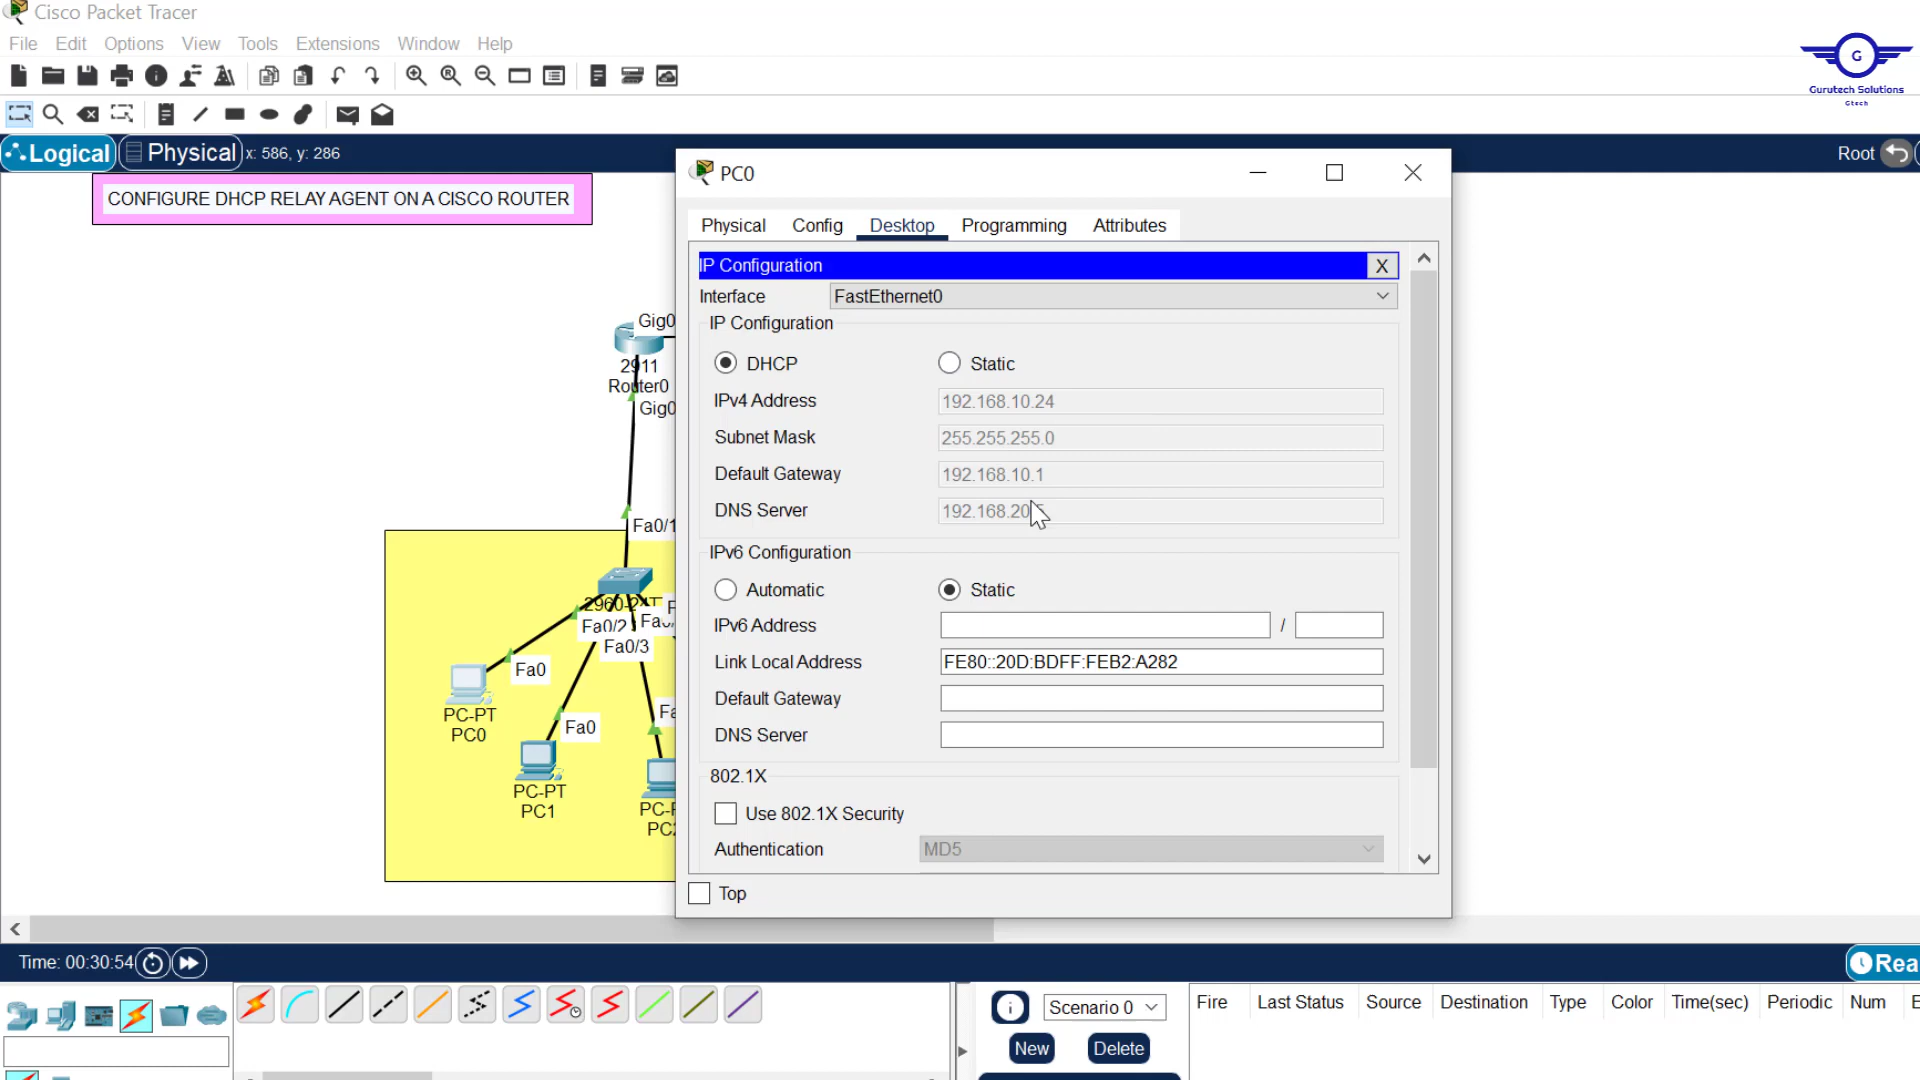 Cisco Packet Tracer
File Edit Options View Tools Extensions Window Help
G
Gurutech Solutions
Gtech
Logical Physical x: 586, y: 286
Root
CONFIGURE DHCP RELAY AGENT ON A CISCO ROUTER
PC0
Physical Config Desktop Programming Attributes
IP Configuration X
Interface FastEthernet0
IP Configuration
DHCP Static
IPv4 Address 192.168.10.24
Subnet Mask 255.255.255.0
Default Gateway 192.168.10.1
DNS Server 192.168.20
IPv6 Configuration
Automatic Static
IPv6 Address /
Link Local Address FE80::20D:BDFF:FEB2:A282
Default Gateway
DNS Server
802.1X
Use 802.1X Security
Authentication MD5
Top
Gig0
2911
Router0
Gig0
Fa0/1
Fa0/2
Fa0/3
Fa0
PC-PT
PC0
Fa0
PC-PT
PC1
Time: 00:30:54
Rea
Scenario 0
New Delete
Fire Last Status Source Destination Type Color Time(sec) Periodic Num